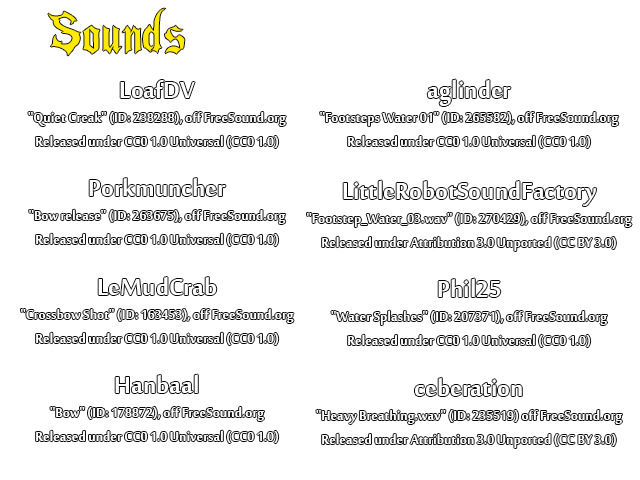 Sounds
LoafDV
"Quiet Creak" (ID: 238288), off FreeSound.org
Released under CC0 1.0 Universal (CC0 1.0)
Porkmuncher
"Bow release" (ID: 263675), off FreeSound.org
Released under CC0 1.0 Universal (CC0 1.0)
LeMudCrab
"Crossbow Shot" (ID: 163453), off FreeSound.org
Released under CC0 1.0 Universal (CC0 1.0)
Hanbaal
"Bow" (ID: 178872), off FreeSound.org
Released under CC0 1.0 Universal (CC0 1.0)
aglinder
"Footsteps Water 01" (ID: 265582), off FreeSound.org
Released under CC0 1.0 Universal (CC0 1.0)
LittleRobotSoundFactory
"Footstep_Water_03.wav" (ID: 270429), off FreeSound.org
Released under Attribution 3.0 Unported (CC BY 3.0)
Phil25
"Water Splashes" (ID: 207371), off FreeSound.org
Released under CC0 1.0 Universal (CC0 1.0)
ceberation
"Heavy Breathing.wav" (ID: 235519) off FreeSound.org
Released under Attribution 3.0 Unported (CC BY 3.0)